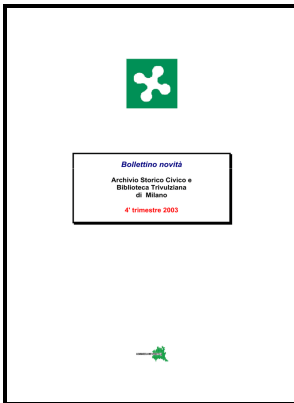 Bollettino novità
Archivio Storico Civico e
Biblioteca Trivulziana
di Milano
4' trimestre 2003